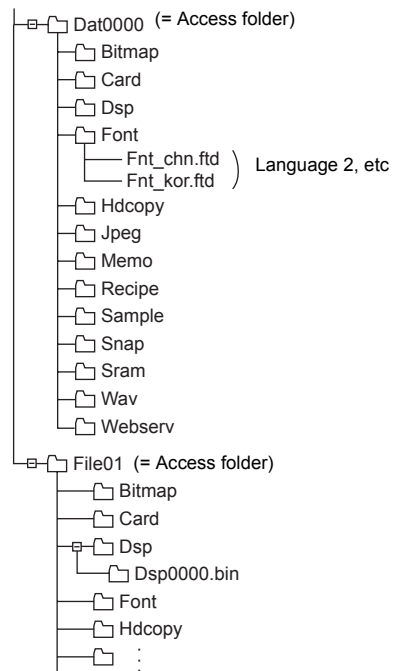 Dat0000 (= Access folder)
Bitmap
Card
Dsp
Font
Fnt_chn.ftd
Fnt_kor.ftd
Language 2, etc
Hdcopy
Jpeg
Memo
Recipe
Sample
Snap
Sram
Wav
Webserv
File01 (= Access folder)
Bitmap
Card
Dsp
Dsp0000.bin
Font
Hdcopy
: